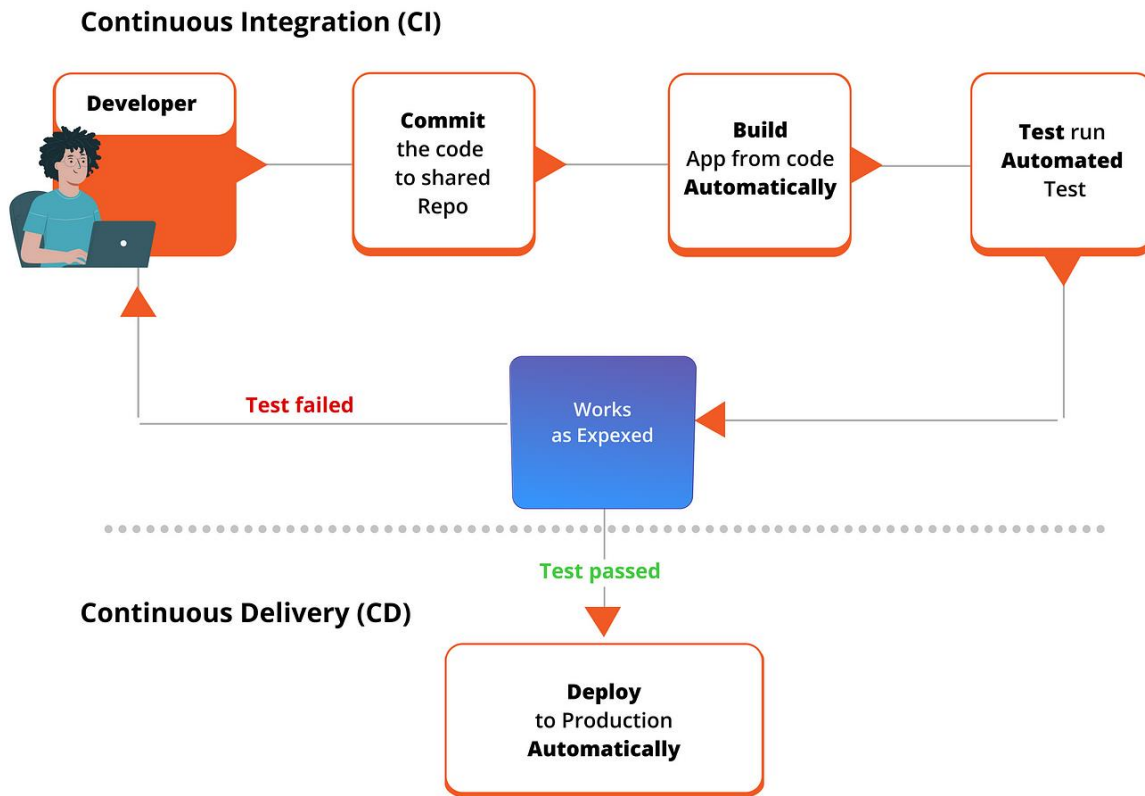 Continuous Integration (CI)
Developer
Commit
the code
to shared
Repo
Build
App from code
Automatically
Test run
Automated
Test
Test failed
Works
as Expexed
Test passed
Continuous Delivery (CD)
Deploy
to Production
Automatically